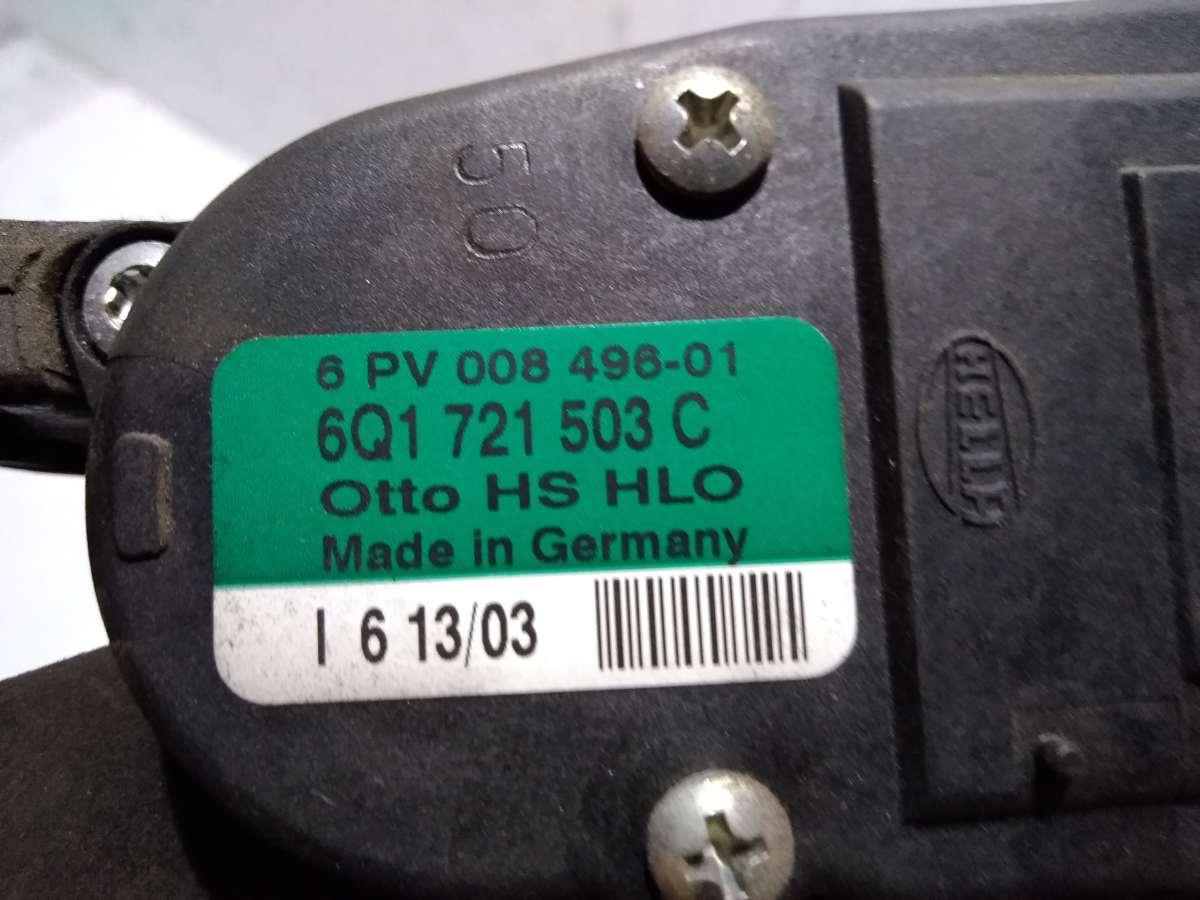 50
6 PV 008 496-01
6Q1 721 503 C
Otto HS HLO
Made in Germany
I 6 13/03
HELLA